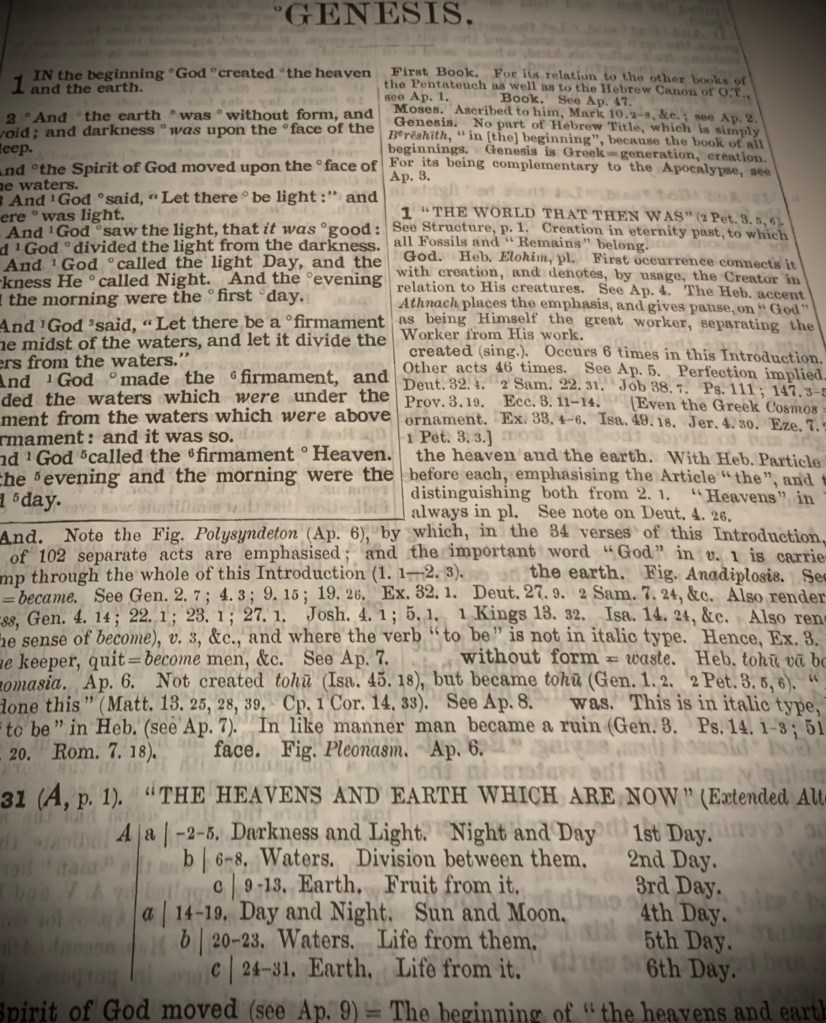 °GENESIS.
1 IN the beginning °God °created °the heaven
and the earth.
2 °And °the earth °was °without form, and
void; and darkness °was upon the °face of the
deep.
And °the Spirit of God moved upon the °face of
the waters.
3 And ¹God °said, "Let there °be light:" and
there °was light.
And ¹God °saw the light, that it was °good:
and ¹God °divided the light from the darkness.
And ¹God °called the light Day, and the
darkness He °called Night. And the °evening
the morning were the °first °day.
And ¹God ³said, "Let there be a °firmament
the midst of the waters, and let it divide the
waters from the waters."
And ¹God °made the ⁶firmament, and
divided the waters which were under the
firmament from the waters which were above
firmament: and it was so.
And ¹God ⁵called the ⁶firmament °Heaven.
the ⁵evening and the morning were the
⁵day.
First Book. For its relation to the other books of
the Pentateuch as well as to the Hebrew Canon of O.T.,
see Ap. 1. Book. See Ap. 47.
Moses. Ascribed to him, Mark 10. 2-8, &c.; see Ap. 2.
Genesis. No part of Hebrew Title, which is simply
Berēshīth, "in [the] beginning", because the book of all
beginnings. Genesis is Greek = generation, creation.
For its being complementary to the Apocalypse, see
Ap. 3.
1 "THE WORLD THAT THEN WAS" (2 Pet. 3. 5, 6).
See Structure, p. 1. Creation in eternity past, to which
all Fossils and "Remains" belong.
God. Heb. Elohim, pl. First occurrence connects it
with creation, and denotes, by usage, the Creator in
relation to His creatures. See Ap. 4. The Heb. accent
Athnach places the emphasis, and gives pause, on "God"
as being Himself the great worker, separating the
Worker from His work.
created (sing.). Occurs 6 times in this Introduction.
Other acts 46 times. See Ap. 5. Perfection implied.
Deut. 32. 4. 2 Sam. 22. 31. Job 38. 7. Ps. 111; 147. 3-5
Prov. 3. 19. Ecc. 3. 11-14. [Even the Greek Cosmos
ornament. Ex. 33. 4-6. Isa. 49. 18. Jer. 4. 30. Eze. 7.
1 Pet. 3. 3.]
the heaven and the earth. With Heb. Particle
before each, emphasising the Article "the", and
distinguishing both from 2. 1. "Heavens" in
always in pl. See note on Deut. 4. 26.
And. Note the Fig. Polysyndeton (Ap. 6), by which, in the 34 verses of this Introduction,
of 102 separate acts are emphasised; and the important word "God" in v. 1 is carrie
mp through the whole of this Introduction (1. 1—2. 3). the earth. Fig. Anadiplosis. See
= became. See Gen. 2. 7; 4. 3; 9. 15; 19. 26. Ex. 32. 1. Deut. 27. 9. 2 Sam. 7. 24, &c. Also render
ss, Gen. 4. 14; 22. 1; 23. 1; 27. 1. Josh. 4. 1; 5. 1. 1 Kings 13. 32. Isa. 14. 24, &c. Also ren
he sense of become), v. 3, &c., and where the verb "to be" is not in italic type. Hence, Ex. 3.
keeper, quit = become men, &c. See Ap. 7. without form = waste. Heb. tohū vā bo
nomasia. Ap. 6. Not created tohū (Isa. 45. 18), but became tohū (Gen. 1. 2. 2 Pet. 3. 5, 6). "
done this" (Matt. 13. 25, 28, 39. Cp. 1 Cor. 14. 33). See Ap. 8. was. This is in italic type,
"to be" in Heb. (see Ap. 7). In like manner man became a ruin (Gen. 3. Ps. 14. 1-3; 51
20. Rom. 7. 18). face. Fig. Pleonasm. Ap. 6.
31 (A, p. 1). "THE HEAVENS AND EARTH WHICH ARE NOW" (Extended Alt
A | a | -2-5. Darkness and Light. Night and Day 1st Day.
b | 6-8. Waters. Division between them. 2nd Day.
c | 9-13. Earth. Fruit from it. 3rd Day.
a | 14-19. Day and Night. Sun and Moon. 4th Day.
b | 20-23. Waters. Life from them. 5th Day.
c | 24-31. Earth. Life from it. 6th Day.
Spirit of God moved (see Ap. 9) = The beginning of "the heavens and earth